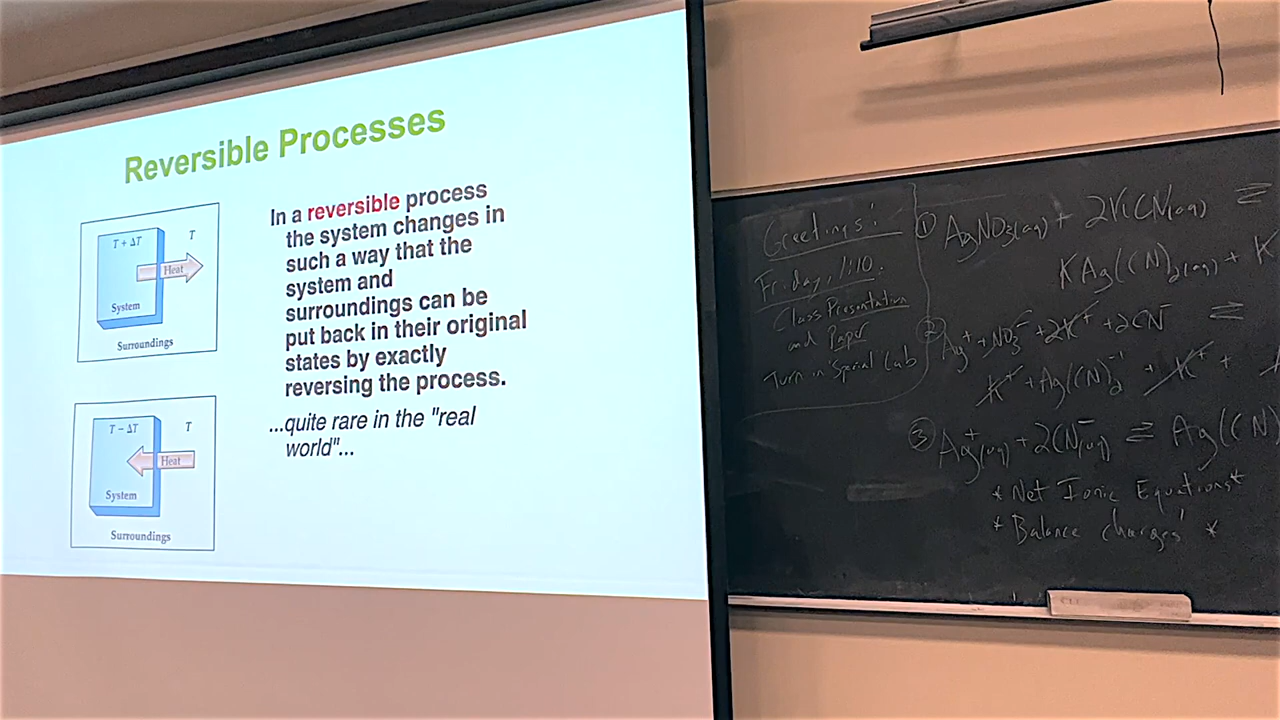 Reversible Processes
T + ΔT
T
Heat
System
Surroundings
T − ΔT
T
Heat
System
Surroundings
In a reversible process
the system changes in
such a way that the
system and
surroundings can be
put back in their original
states by exactly
reversing the process.
...quite rare in the "real
world"...
Greetings!
Friday, 1:10.
Class Presentation
and Paper
Turn in Special Lab
① AgNO₃(aq) + 2KCN(aq) ⇌
KAg(CN)₂(aq) + K
② Ag⁺ + NO₃⁻ + 2K⁺ + 2CN⁻ ⇌
K⁺ + Ag(CN)₂⁻¹ + K⁺ +
③ Ag⁺(aq) + 2CN⁻(aq) ⇌ Ag(CN)
* Net Ionic Equations *
* Balance charges! *